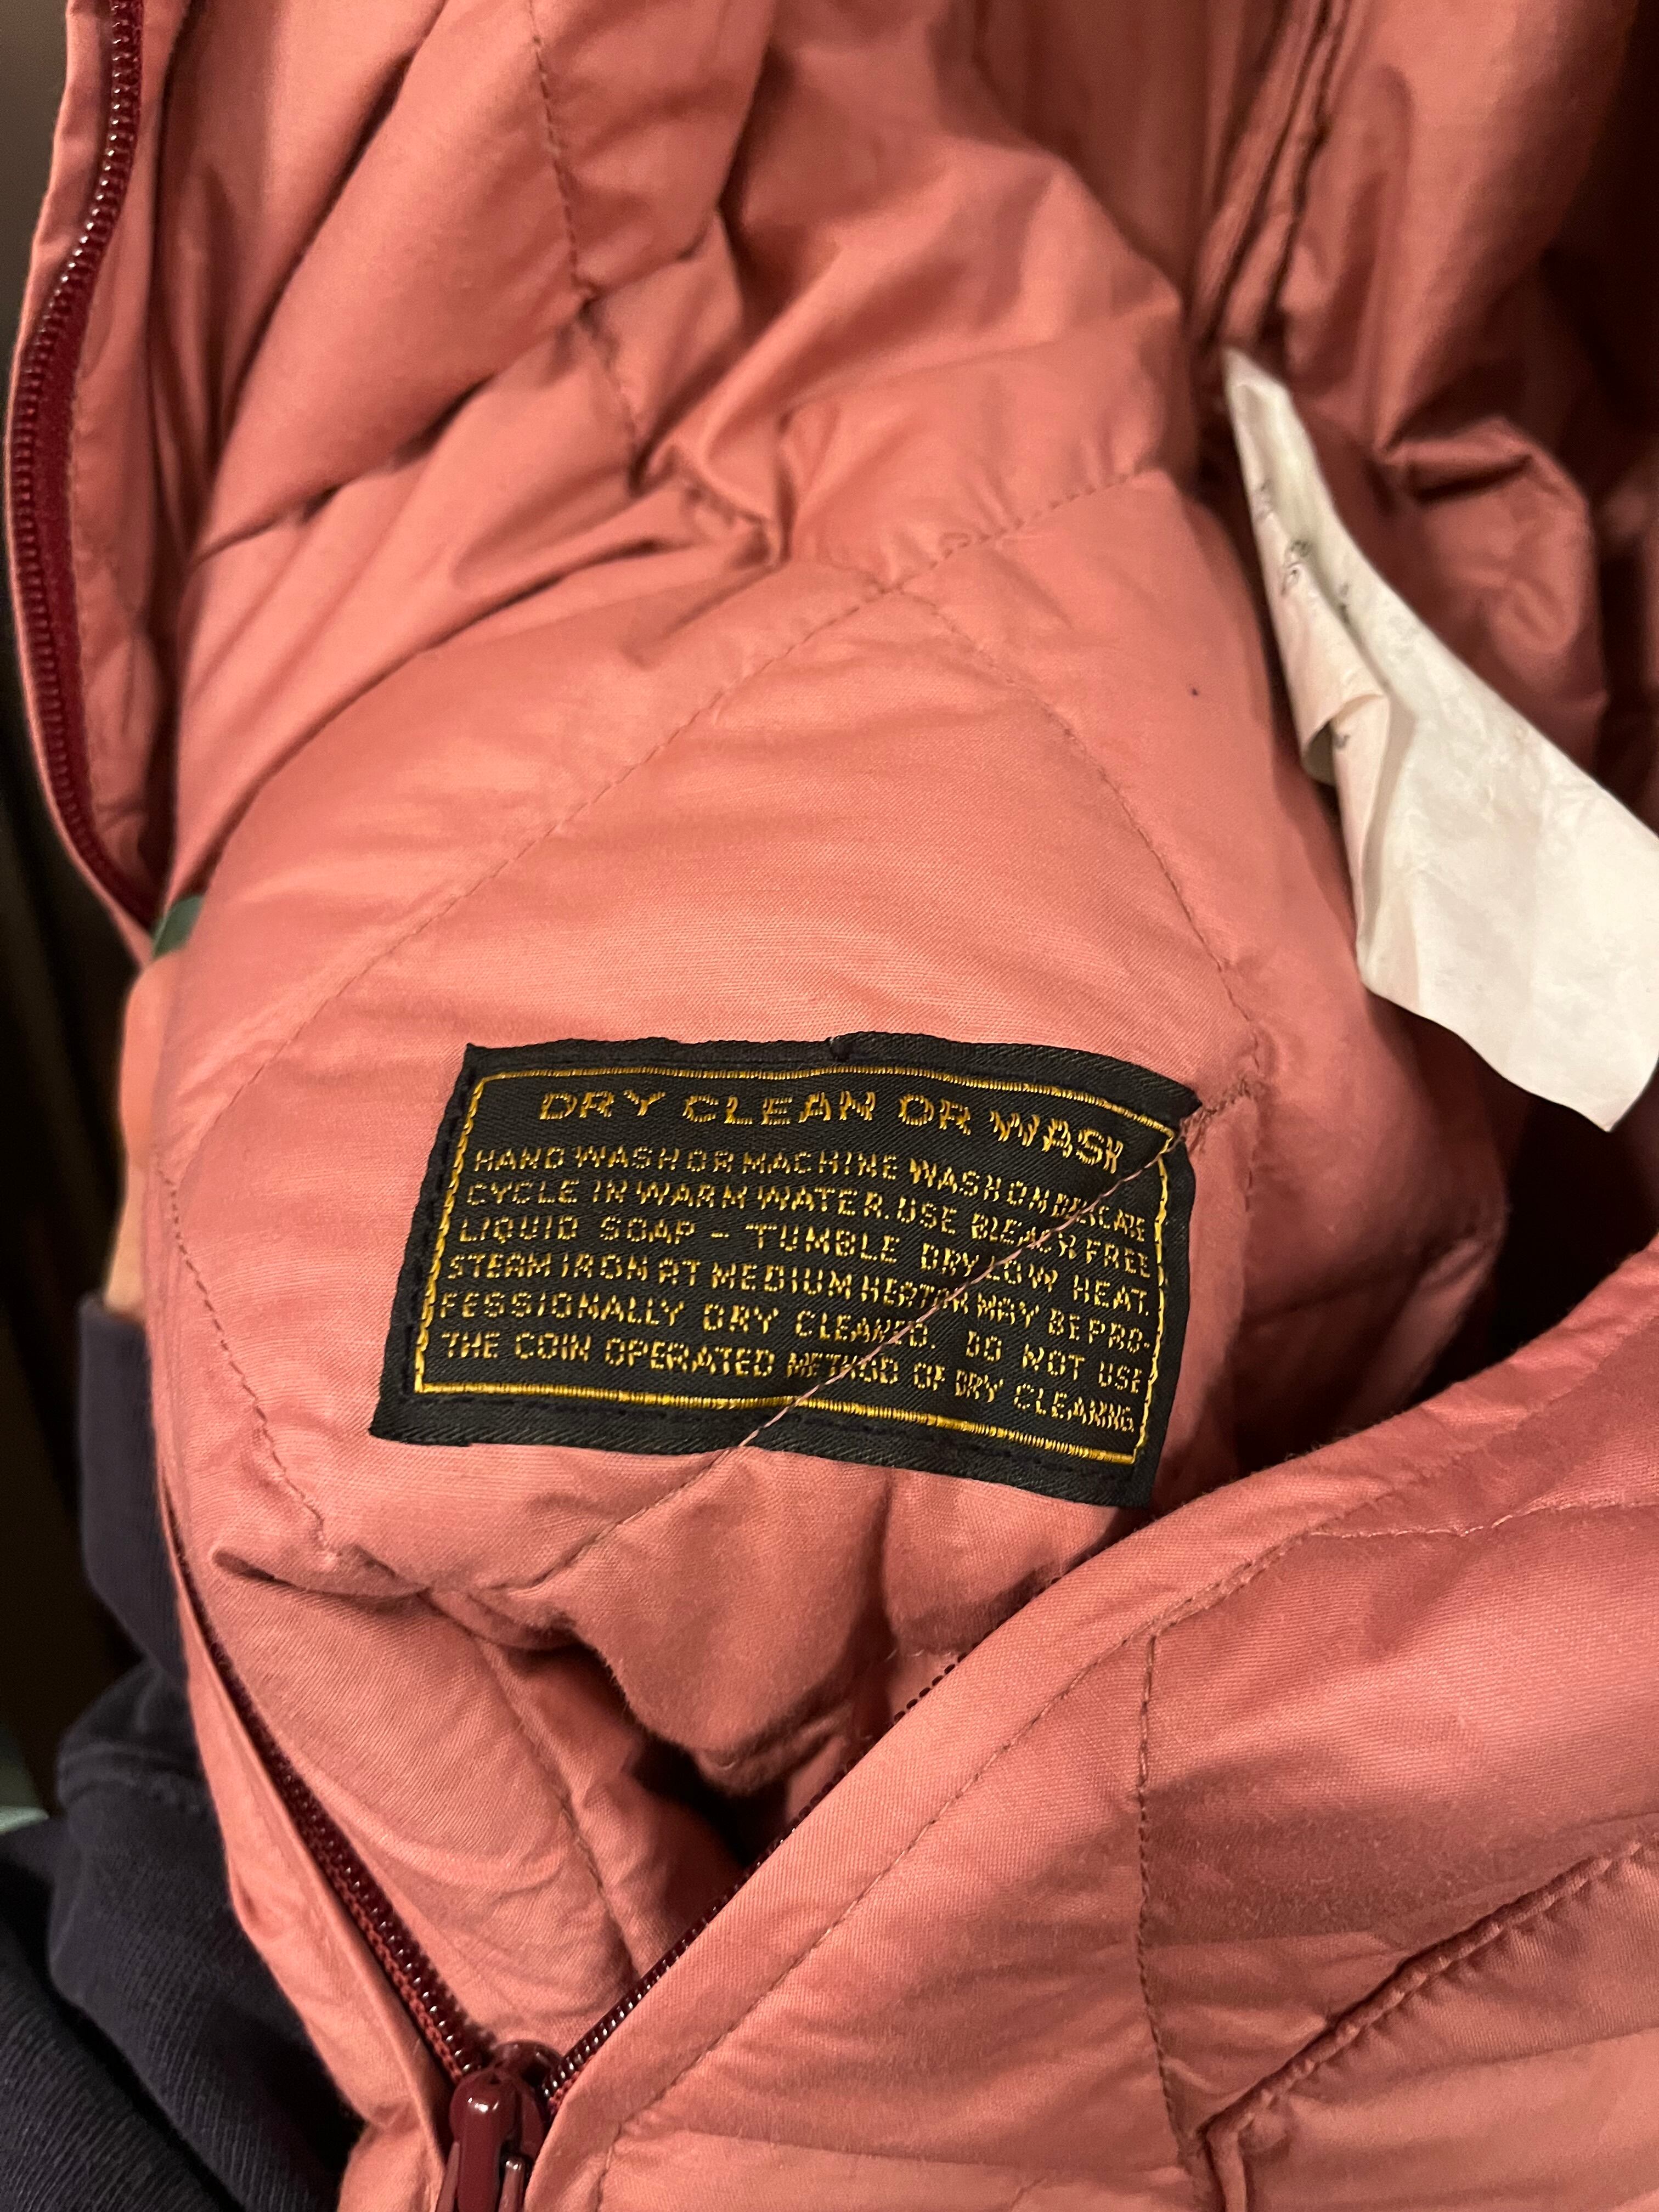 DRY CLEAN OR WASH
HAND WASH OR MACHINE WASH ON DELICATE
CYCLE IN WARM WATER. USE BLEACH FREE
LIQUID SOAP - TUMBLE DRY LOW HEAT.
STEAM IRON AT MEDIUM HEAT OR MAY BE PRO-
FESSIONALLY DRY CLEANED. DO NOT USE
THE COIN OPERATED METHOD OF DRY CLEANING.